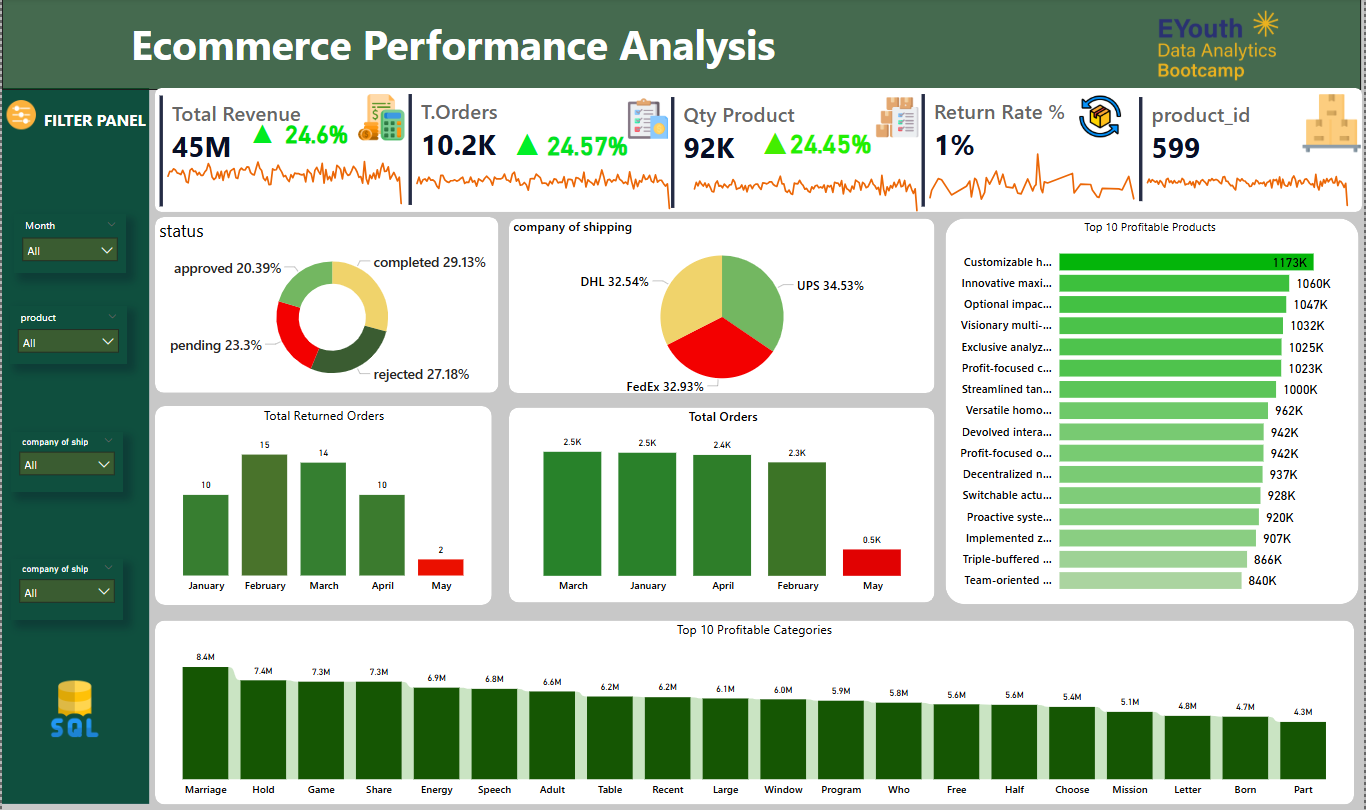 Ecommerce Performance Analysis
EYouth
Data Analytics
Bootcamp
FILTER PANEL
Month
All
product
All
company of ship
All
company of ship
All
SQL
Total Revenue
45M
24.6%
T.Orders
10.2K
24.57%
Qty Product
92K
24.45%
Return Rate %
1%
product_id
599
status
approved 20.39%
completed 29.13%
pending 23.3%
rejected 27.18%
company of shipping
DHL 32.54%
UPS 34.53%
FedEx 32.93%
Top 10 Profitable Products
Customizable h... 1173K
Innovative maxi... 1060K
Optional impac... 1047K
Visionary multi-... 1032K
Exclusive analyz... 1025K
Profit-focused c... 1023K
Streamlined tan... 1000K
Versatile homo... 962K
Devolved intera... 942K
Profit-focused o... 942K
Decentralized n... 937K
Switchable actu... 928K
Proactive syste... 920K
Implemented z... 907K
Triple-buffered ... 866K
Team-oriented ... 840K
Total Returned Orders
10 15 14 10 2
January February March April May
Total Orders
2.5K 2.5K 2.4K 2.3K 0.5K
March January April February May
Top 10 Profitable Categories
8.4M 7.4M 7.3M 7.3M 6.9M 6.8M 6.6M 6.2M 6.2M 6.1M 6.0M 5.9M 5.8M 5.6M 5.6M 5.4M 5.1M 4.8M 4.7M 4.3M
Marriage Hold Game Share Energy Speech Adult Table Recent Large Window Program Who Free Half Choose Mission Letter Born Part